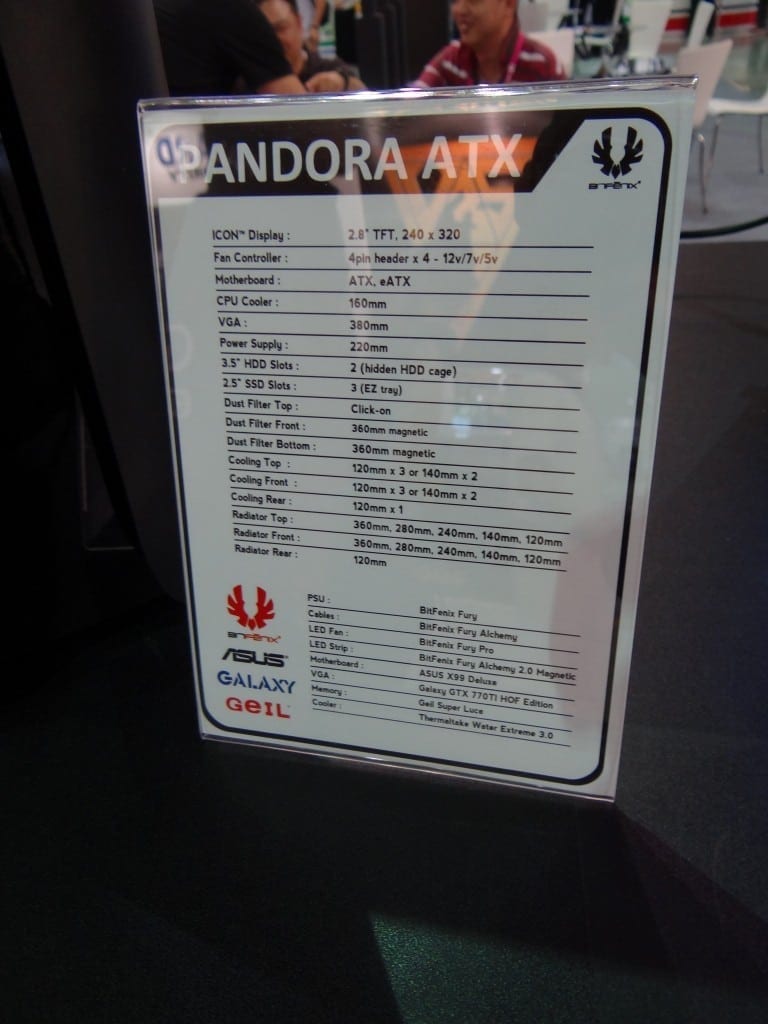 PANDORA ATX
BitFenix
ICON™ Display : 2.8" TFT, 240 x 320
Fan Controller : 4pin header x 4 - 12v/7v/5v
Motherboard : ATX, eATX
CPU Cooler : 160mm
VGA : 380mm
Power Supply : 220mm
3.5" HDD Slots : 2 (hidden HDD cage)
2.5" SSD Slots : 3 (EZ tray)
Dust Filter Top : Click-on
Dust Filter Front : 360mm magnetic
Dust Filter Bottom : 360mm magnetic
Cooling Top : 120mm x 3 or 140mm x 2
Cooling Front : 120mm x 3 or 140mm x 2
Cooling Rear : 120mm x 1
Radiator Top : 360mm, 280mm, 240mm, 140mm, 120mm
Radiator Front : 360mm, 280mm, 240mm, 140mm, 120mm
Radiator Rear : 120mm
BitFenix
ASUS
GALAXY
GEIL
PSU : BitFenix Fury
Cables : BitFenix Fury Alchemy
LED Fan : BitFenix Fury Pro
LED Strip : BitFenix Fury Alchemy 2.0 Magnetic
Motherboard : ASUS X99 Deluxe
VGA : Galaxy GTX 770TI HOF Edition
Memory : Geil Super Luce
Cooler : Thermaltake Water Extreme 3.0